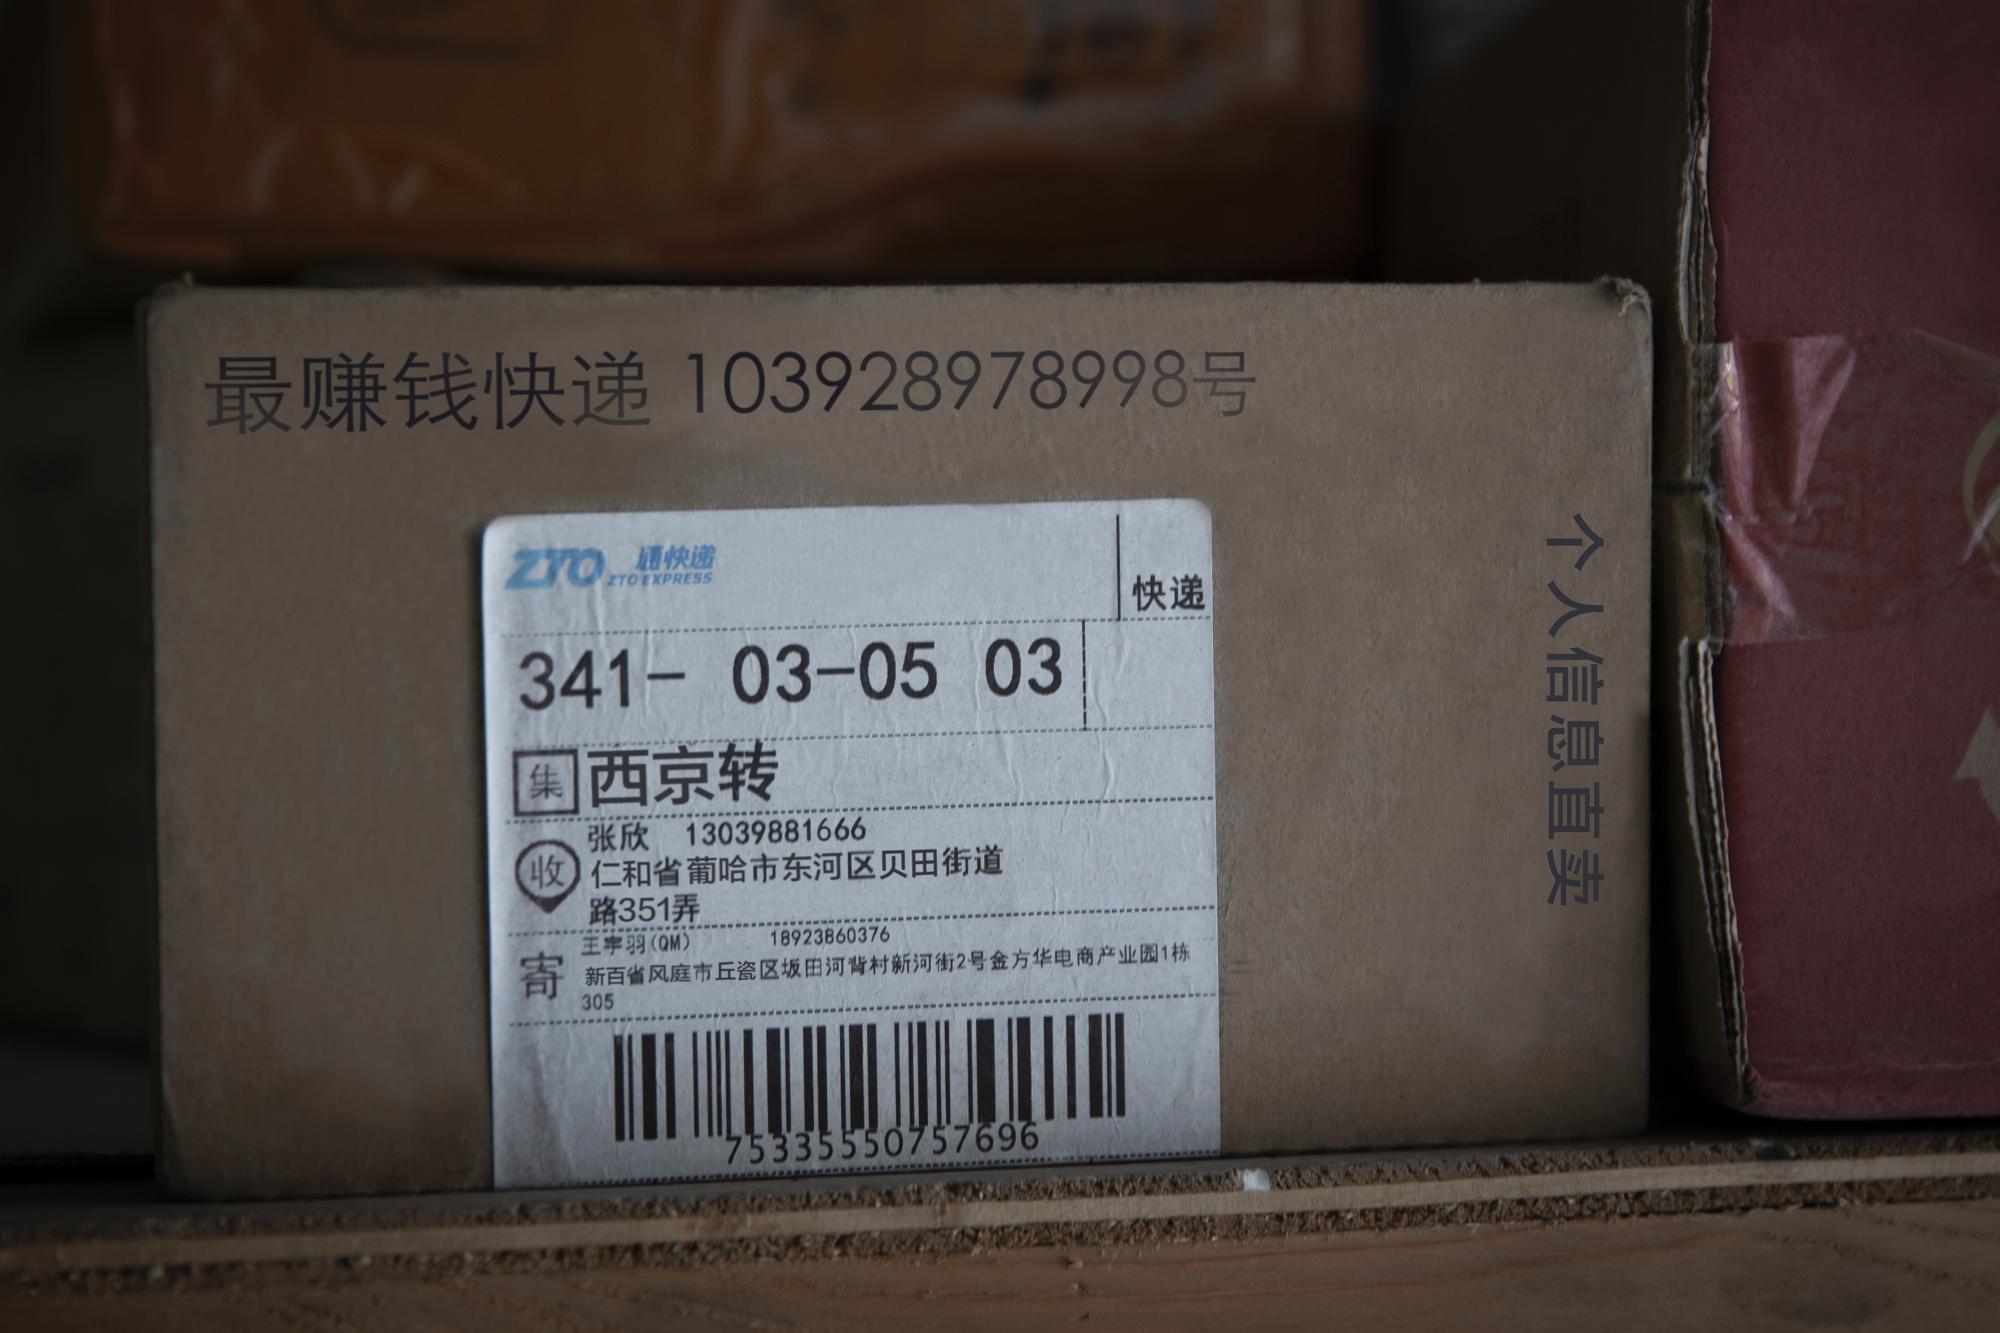 最赚钱快递 103928978998号
ZTO 通快递
ZTO EXPRESS
快递
341- 03-05 03
集 西京转
收 张欣 13039881666
仁和省葡哈市东河区贝田街道
路351弄
寄 王宇羽(QM) 18923860376
新百省风庭市丘瓷区坂田河背村新河街2号金方华电商产业园1栋
305
75335550757696
个人信息直卖